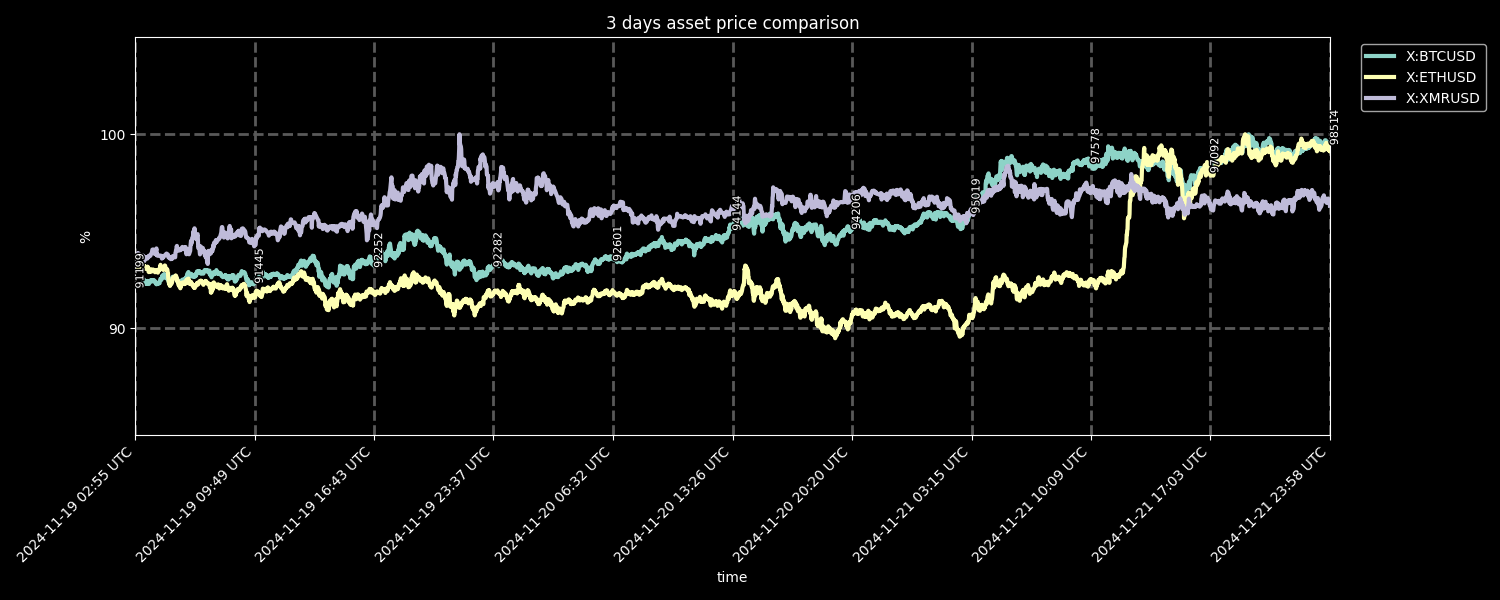 3 days asset price comparison
X:BTCUSD
X:ETHUSD
X:XMRUSD
100
90
%
91199
91445
92252
92282
92601
94144
94206
95019
97578
97092
98514
2024-11-19 02:55 UTC
2024-11-19 09:49 UTC
2024-11-19 16:43 UTC
2024-11-19 23:37 UTC
2024-11-20 06:32 UTC
2024-11-20 13:26 UTC
2024-11-20 20:20 UTC
2024-11-21 03:15 UTC
2024-11-21 10:09 UTC
2024-11-21 17:03 UTC
2024-11-21 23:58 UTC
time